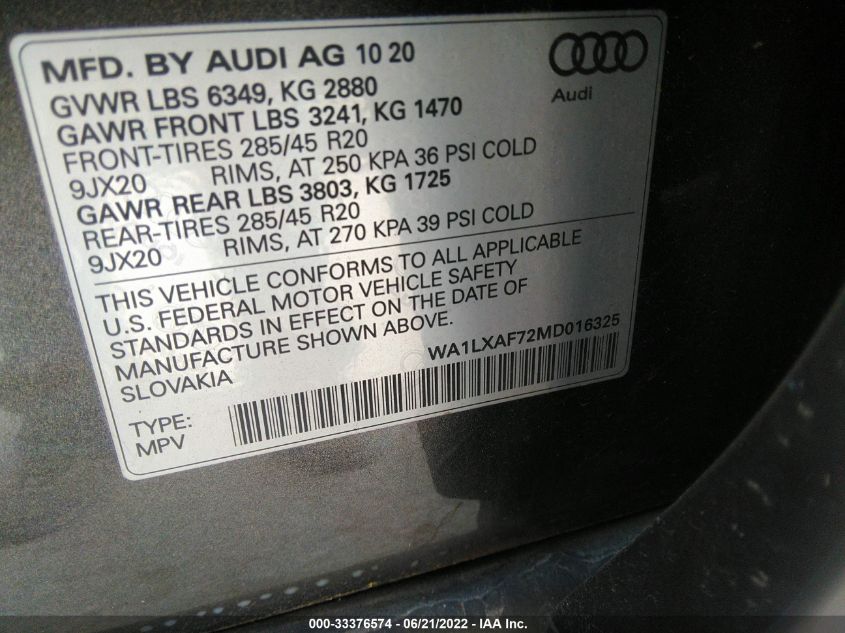 MFD. BY AUDI AG 10 20
Audi
GVWR LBS 6349, KG 2880
GAWR FRONT LBS 3241, KG 1470
FRONT-TIRES 285/45 R20
9JX20 RIMS, AT 250 KPA 36 PSI COLD
GAWR REAR LBS 3803, KG 1725
REAR-TIRES 285/45 R20
9JX20 RIMS, AT 270 KPA 39 PSI COLD
THIS VEHICLE CONFORMS TO ALL APPLICABLE
U.S. FEDERAL MOTOR VEHICLE SAFETY
STANDARDS IN EFFECT ON THE DATE OF
MANUFACTURE SHOWN ABOVE.
SLOVAKIA
WA1LXAF72MD016325
TYPE:
MPV
000-33376574 - 06/21/2022 - IAA Inc.